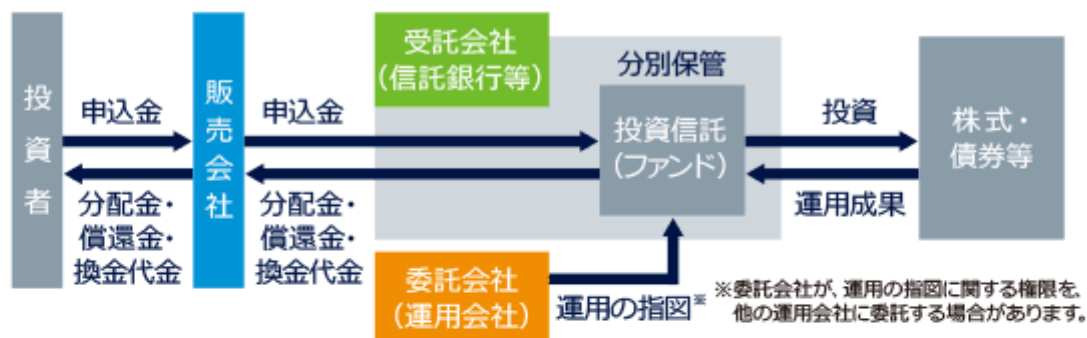 投資者
申込金
分配金・
償還金・
換金代金
販売会社
申込金
分配金・
償還金・
換金代金
受託会社
（信託銀行等）
分別保管
投資信託
（ファンド）
委託会社
（運用会社）
運用の指図※
投資
運用成果
株式・
債券等
※委託会社が、運用の指図に関する権限を、
他の運用会社に委託する場合があります。